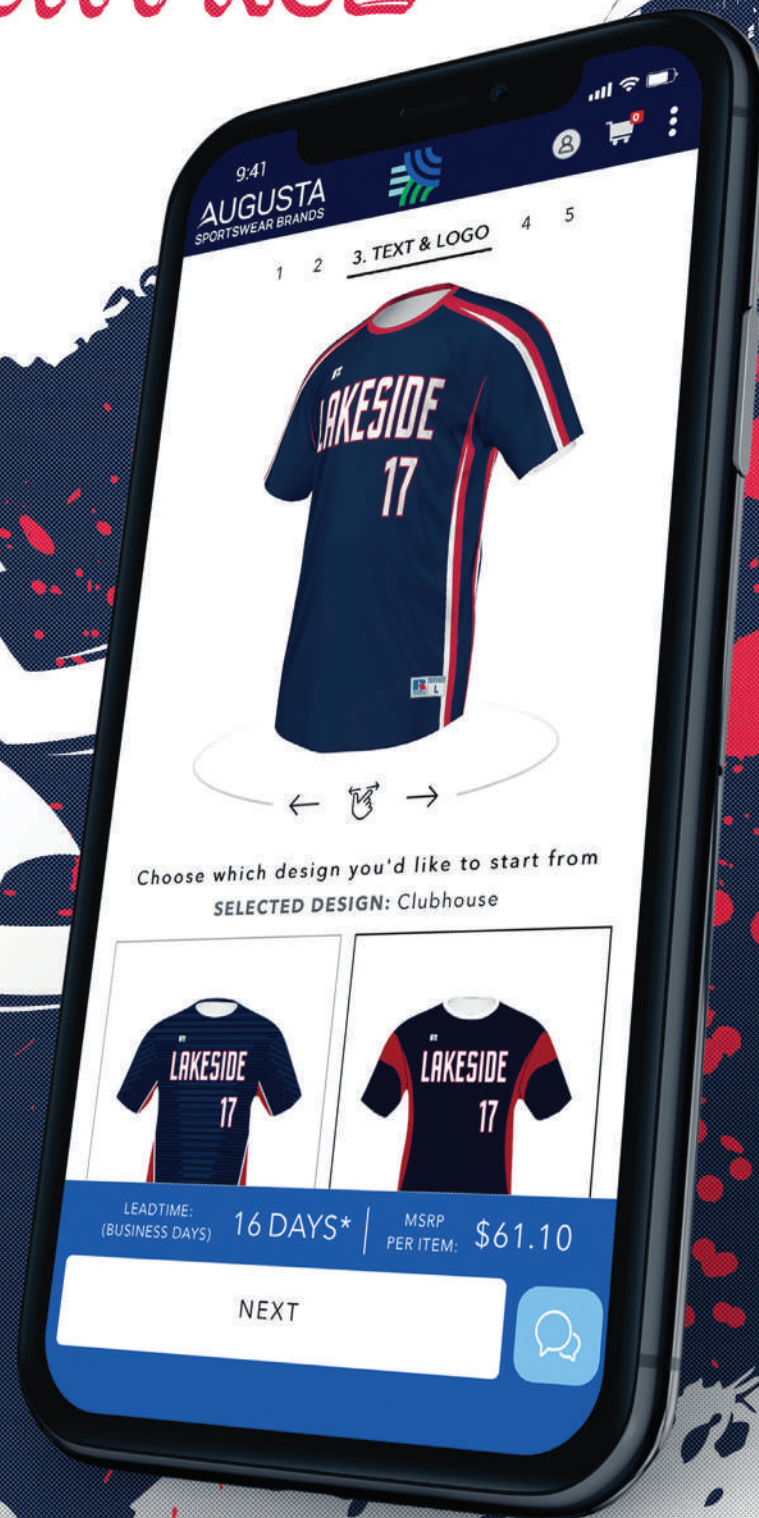 9:41
AUGUSTA
SPORTSWEAR BRANDS
0
1 2 3. TEXT & LOGO 4 5
LAKESIDE
17
L
Choose which design you'd like to start from
SELECTED DESIGN: Clubhouse
LAKESIDE
17
LAKESIDE
17
LEADTIME:
(BUSINESS DAYS)
16 DAYS*
MSRP
PER ITEM:
$61.10
NEXT